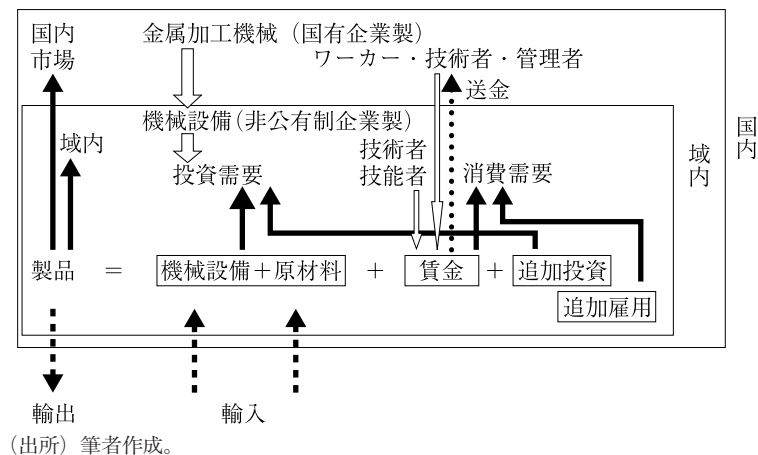 国内
市場
金属加工機械（国有企業製）
ワーカー・技術者・管理者
送金
機械設備（非公有制企業製）
国内
域内
域内
技術者
技能者
投資需要
消費需要
製品 ＝ 機械設備＋原材料 ＋ 賃金 ＋ 追加投資
追加雇用
輸出
輸入
（出所）筆者作成。